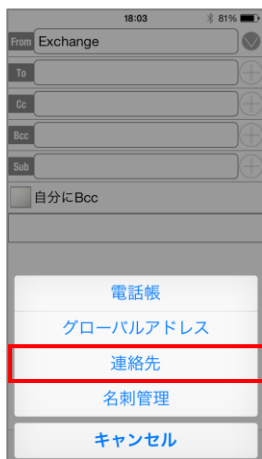 18:03 81%
From Exchange
To
Cc
Bcc
Sub
自分にBcc
電話帳
グローバルアドレス
連絡先
名刺管理
キャンセル